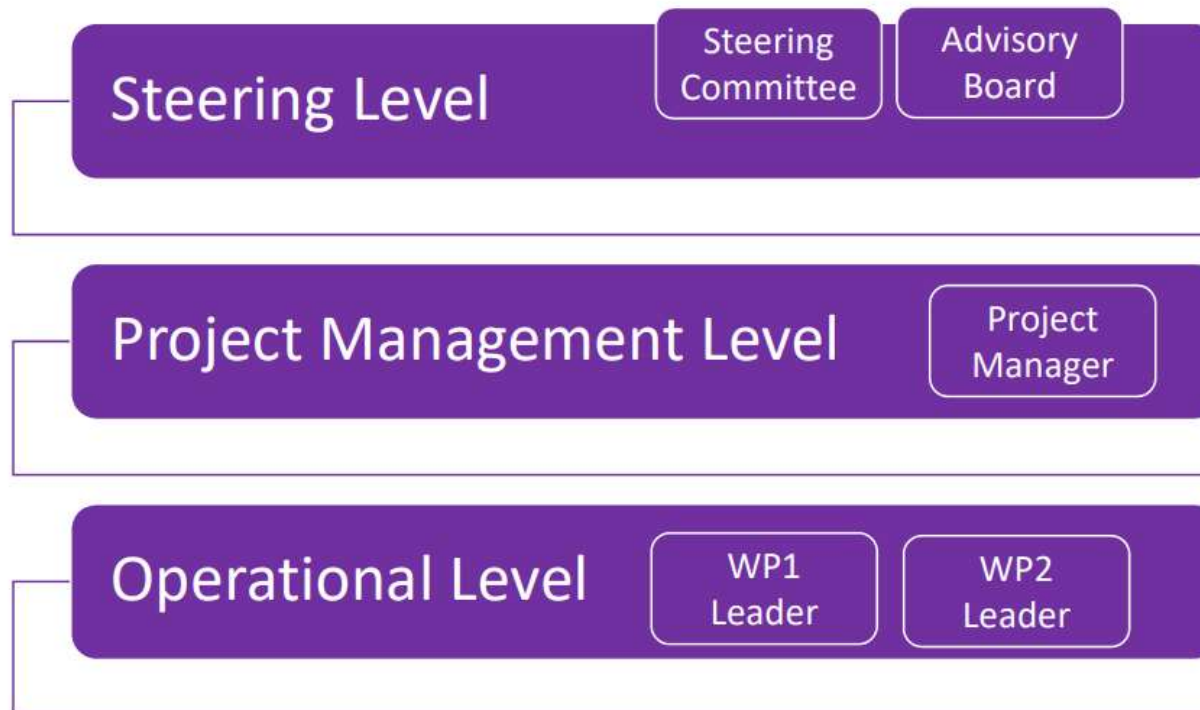 Steering Level
Steering
Committee
Advisory
Board
Project Management Level
Project
Manager
Operational Level
WP1
Leader
WP2
Leader